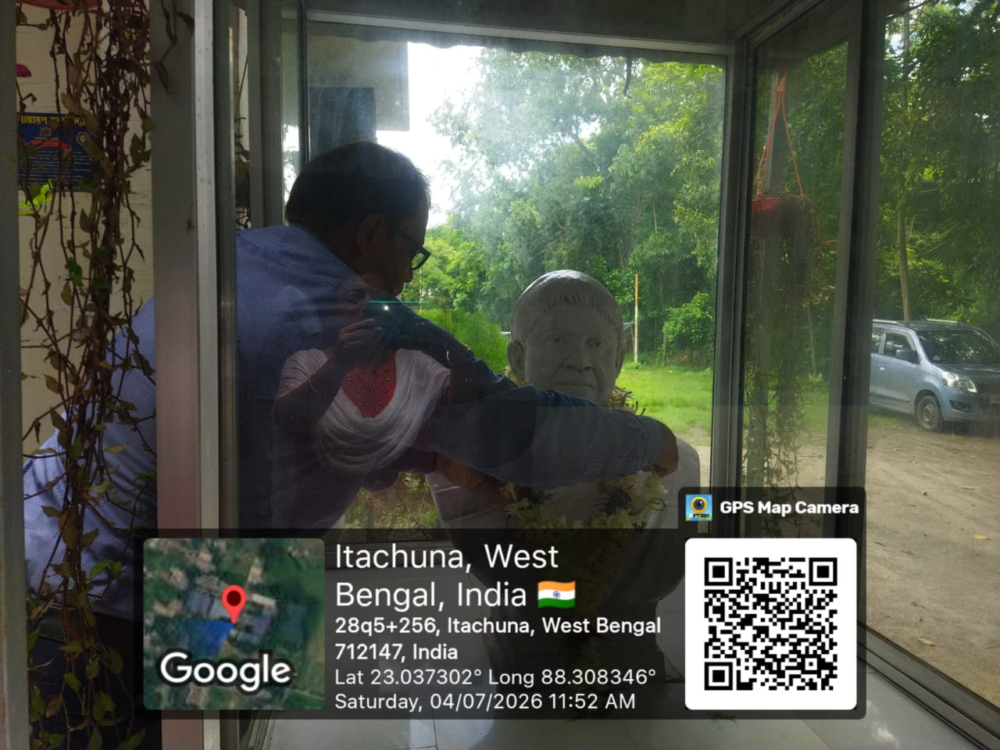 GPS Map Camera
Itachuna, West
Bengal, India
28q5+256, Itachuna, West Bengal
712147, India
Lat 23.037302° Long 88.308346°
Saturday, 04/07/2026 11:52 AM
Google